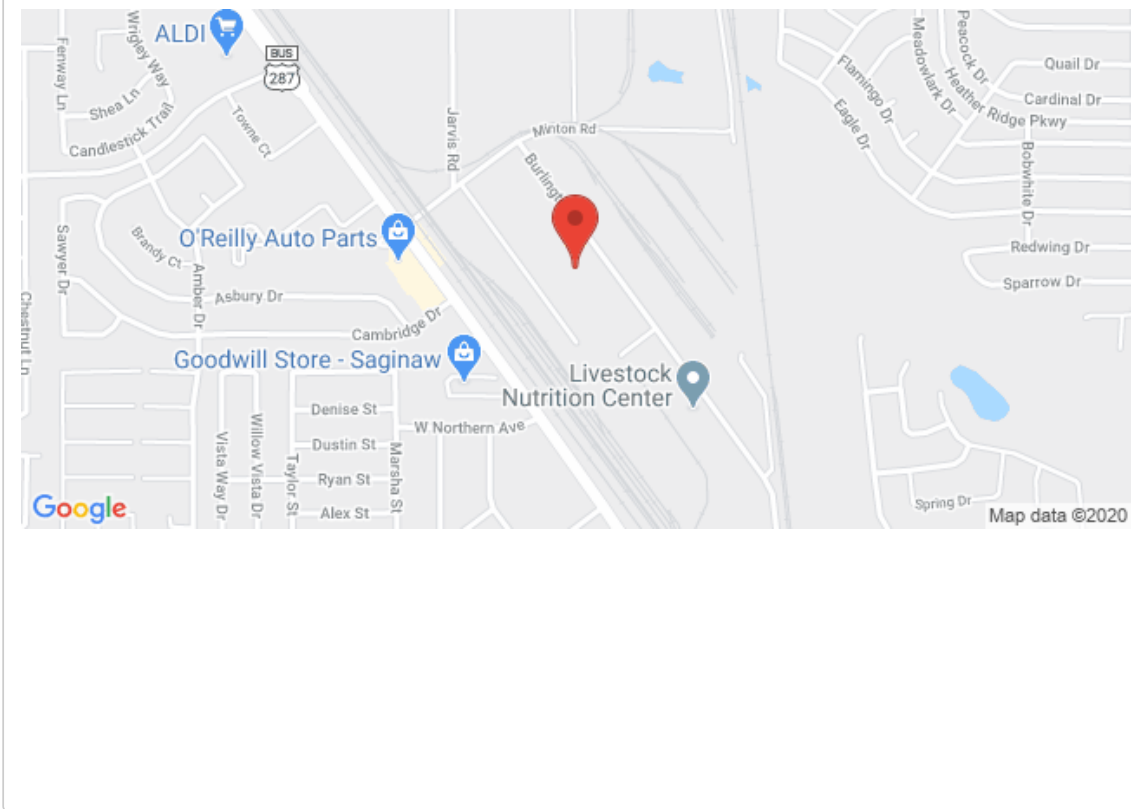 ALDI
BUS
287
Fenway Ln
Wrigley Way
Shea Ln
Candlestick Trail
Towne Ct
Jarvis Rd
Minton Rd
Burlingt
Peacock Dr
Meadowlark Dr
Flamingo Dr
Eagle Dr
Quail Dr
Cardinal Dr
Heather Ridge Pkwy
Bobwhite Dr
Redwing Dr
Sparrow Dr
O'Reilly Auto Parts
Sawyer Dr
Brandy Ct
Amber Dr
Asbury Dr
Chestnut Ln
Cambridge Dr
Goodwill Store - Saginaw
Livestock
Nutrition Center
Denise St
Dustin St
Ryan St
Alex St
W Northern Ave
Vista Way Dr
Willow Vista Dr
Taylor St
Marsha St
Spring Dr
Google
Map data ©2020